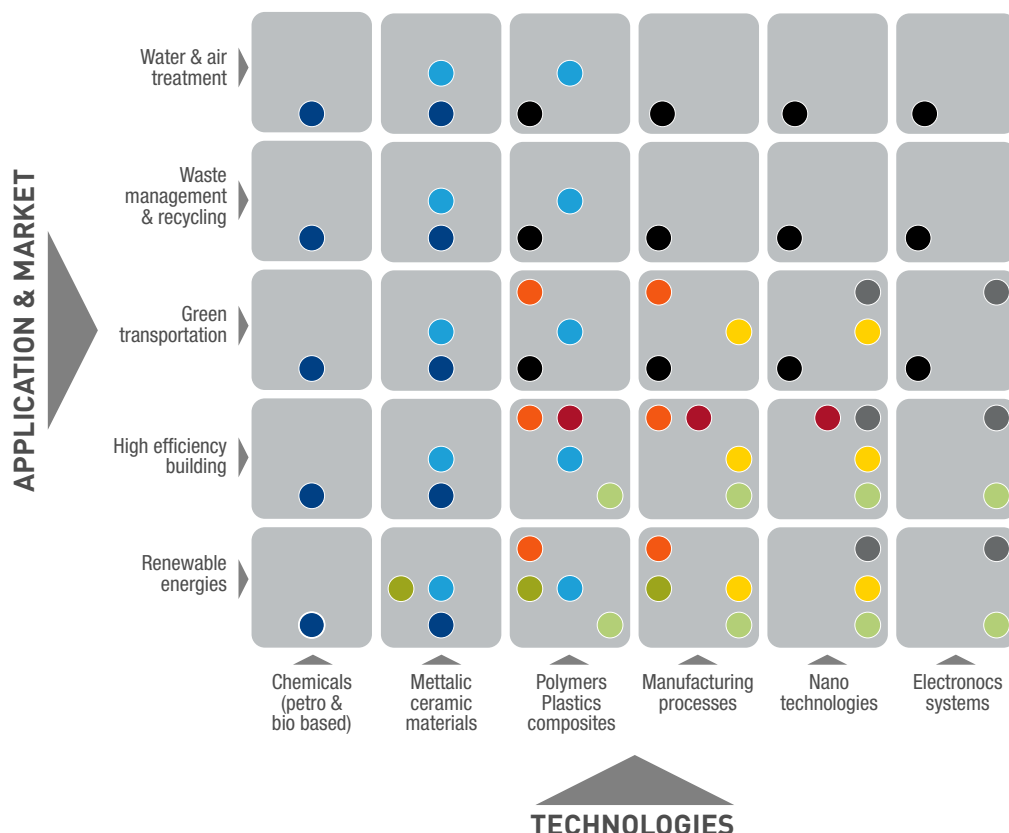 APPLICATION & MARKET
Water & air
treatment
Waste
management
& recycling
Green
transportation
High efficiency
building
Renewable
energies
Chemicals
(petro &
bio based)
Mettalic
ceramic
materials
Polymers
Plastics
composites
Manufacturing
processes
Nano
technologies
Electronocs
systems
TECHNOLOGIES